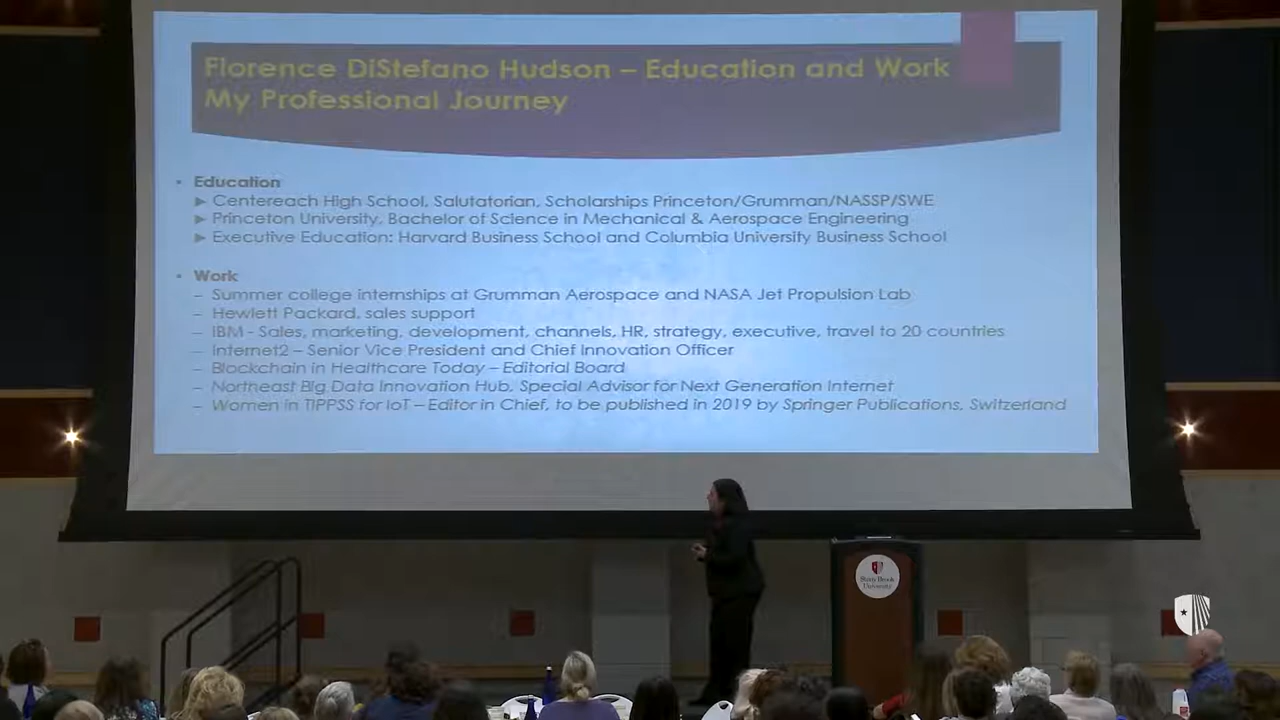 Florence DiStefano Hudson – Education and Work
My Professional Journey
• Education
► Centereach High School, Salutatorian, Scholarships Princeton/Grumman/NASSP/SWE
► Princeton University, Bachelor of Science in Mechanical & Aerospace Engineering
► Executive Education: Harvard Business School and Columbia University Business School
• Work
– Summer college internships at Grumman Aerospace and NASA Jet Propulsion Lab
– Hewlett Packard, sales support
– IBM - Sales, marketing, development, channels, HR, strategy, executive, travel to 20 countries
– Internet2 – Senior Vice President and Chief Innovation Officer
– Blockchain in Healthcare Today – Editorial Board
– Northeast Big Data Innovation Hub, Special Advisor for Next Generation Internet
– Women in TIPPSS for IoT – Editor in Chief, to be published in 2019 by Springer Publications, Switzerland
Stony Brook
University